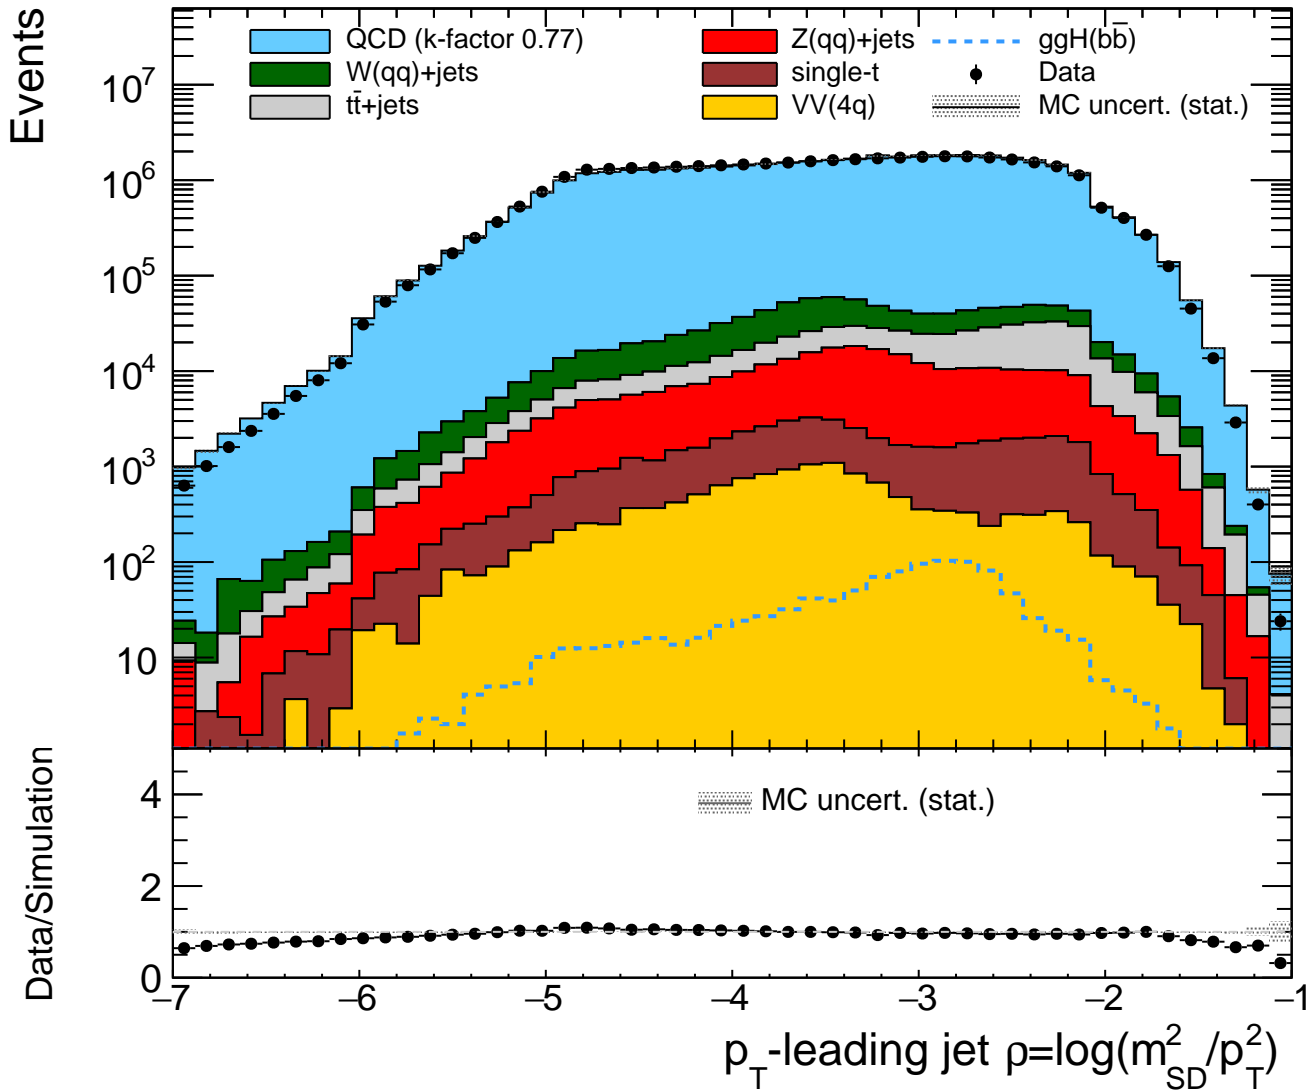 Events
QCD (k-factor 0.77)
W(qq)+jets
tt̄+jets
Z(qq)+jets
single-t
VV(4q)
ggH(bb̄)
Data
MC uncert. (stat.)
10⁷
10⁶
10⁵
10⁴
10³
10²
10
Data/Simulation
MC uncert. (stat.)
4
2
0
−7 −6 −5 −4 −3 −2 −1
p_T-leading jet ρ=log(m²_SD/p²_T)